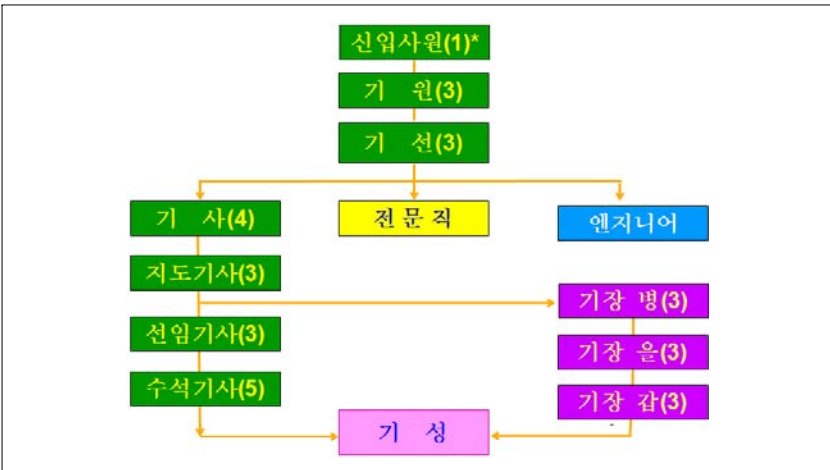 신입사원(1)*
기 원(3)
기 선(3)
기 사(4)
전 문 직
엔지니어
지도기사(3)
기장 병(3)
선임기사(3)
기장 을(3)
수석기사(5)
기장 갑(3)
기 성